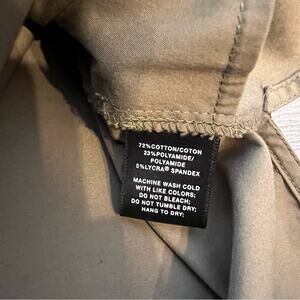 72%COTTON/COTON
23%POLYAMIDE/
POLYAMIDE
5%LYCRA® SPANDEX
MACHINE WASH COLD
WITH LIKE COLORS;
DO NOT BLEACH;
DO NOT TUMBLE DRY;
HANG TO DRY;